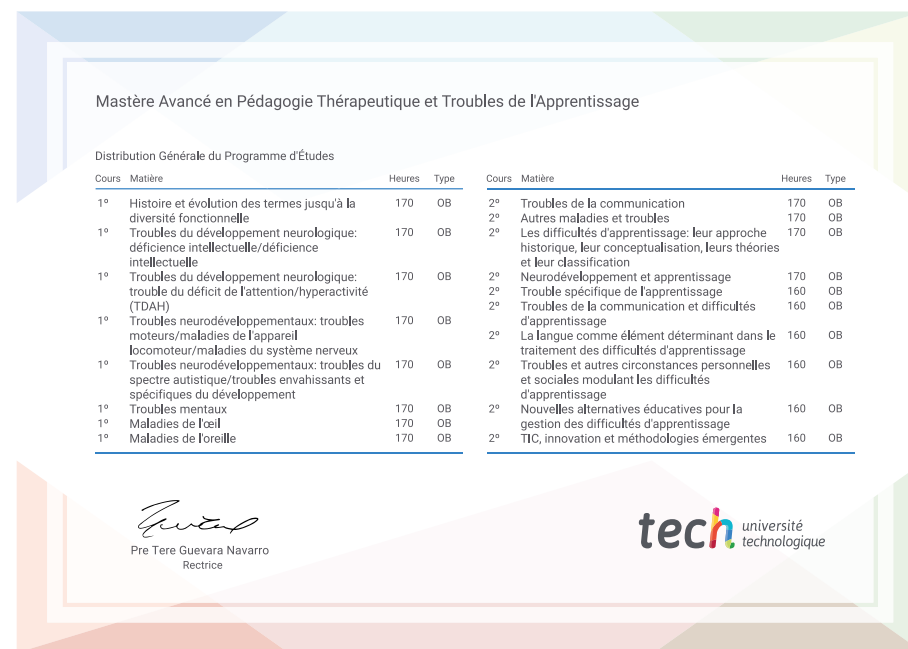 Mastère Avancé en Pédagogie Thérapeutique et Troubles de l'Apprentissage
Distribution Générale du Programme d'Études
Cours Matière Heures Type
1º Histoire et évolution des termes jusqu'à la 170 OB
diversité fonctionnelle
1º Troubles du développement neurologique: 170 OB
déficience intellectuelle/déficience
intellectuelle
1º Troubles du développement neurologique: 170 OB
trouble du déficit de l'attention/hyperactivité
(TDAH)
1º Troubles neurodéveloppementaux: troubles 170 OB
moteurs/maladies de l'appareil
locomoteur/maladies du système nerveux
1º Troubles neurodéveloppementaux: troubles du 170 OB
spectre autistique/troubles envahissants et
spécifiques du développement
1º Troubles mentaux 170 OB
1º Maladies de l'œil 170 OB
1º Maladies de l'oreille 170 OB
Cours Matière Heures Type
2º Troubles de la communication 170 OB
2º Autres maladies et troubles 170 OB
2º Les difficultés d'apprentissage: leur approche 170 OB
historique, leur conceptualisation, leurs théories
et leur classification
2º Neurodéveloppement et apprentissage 170 OB
2º Trouble spécifique de l'apprentissage 160 OB
2º Troubles de la communication et difficultés 160 OB
d'apprentissage
2º La langue comme élément déterminant dans le 160 OB
traitement des difficultés d'apprentissage
2º Troubles et autres circonstances personnelles 160 OB
et sociales modulant les difficultés
d'apprentissage
2º Nouvelles alternatives éducatives pour la 160 OB
gestion des difficultés d'apprentissage
2º TIC, innovation et méthodologies émergentes 160 OB
Pre Tere Guevara Navarro
Rectrice
tech université
technologique